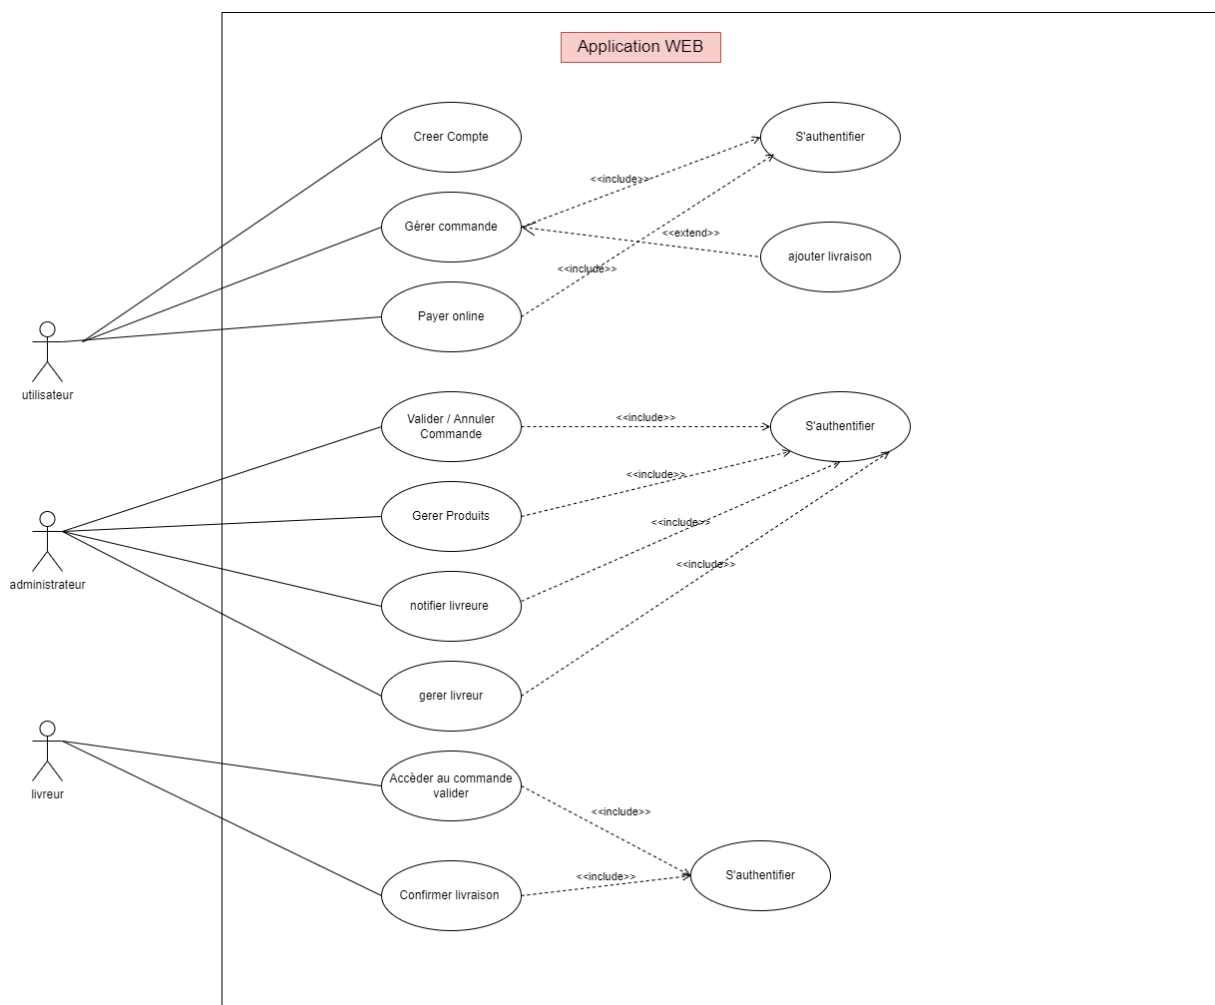 Application WEB
Creer Compte
S'authentifier
<<include>>
Gérer commande
<<extend>>
ajouter livraison
<<include>>
Payer online
utilisateur
Valider / Annuler
Commande
<<include>>
S'authentifier
<<include>>
Gerer Produits
<<include>>
administrateur
<<include>>
notifier livreure
gerer livreur
livreur
Accèder au commande
valider
<<include>>
<<include>>
S'authentifier
Confirmer livraison